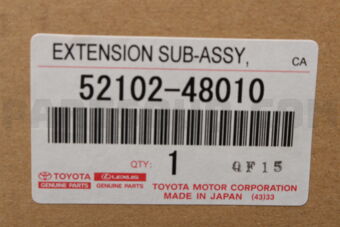 EXTENSION SUB-ASSY,
CA
52102-48010
QTY: 1 QF15
TOYOTA LEXUS
GENUINE PARTS GENUINE PARTS
TOYOTA MOTOR CORPORATION
MADE IN JAPAN (43)33